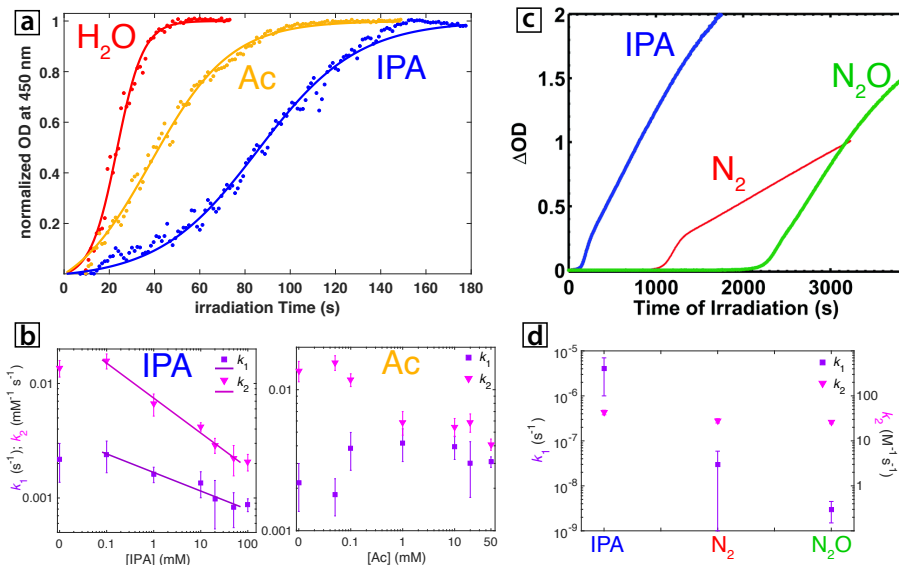 a
H₂O
Ac
IPA
normalized OD at 450 nm
1
0.8
0.6
0.4
0.2
0 20 40 60 80 100 120 140 160 180
irradiation Time (s)
c
IPA
N₂O
N₂
ΔOD
2
1.5
1
0.5
0
0 1000 2000 3000
Time of Irradiation (s)
b
IPA
k₁
k₂
k₁ (s⁻¹); k₂ (mM⁻¹ s⁻¹)
0.01
0.001
0 0.1 1 10 100
[IPA] (mM)
Ac
k₁
k₂
0.01
0.001
0 0.1 1 10 50
[Ac] (mM)
d
k₁
k₂
k₁ (s⁻¹)
10⁻⁵
10⁻⁶
10⁻⁷
10⁻⁸
10⁻⁹
k₂ (M⁻¹s⁻¹)
100
10
1
IPA N₂ N₂O